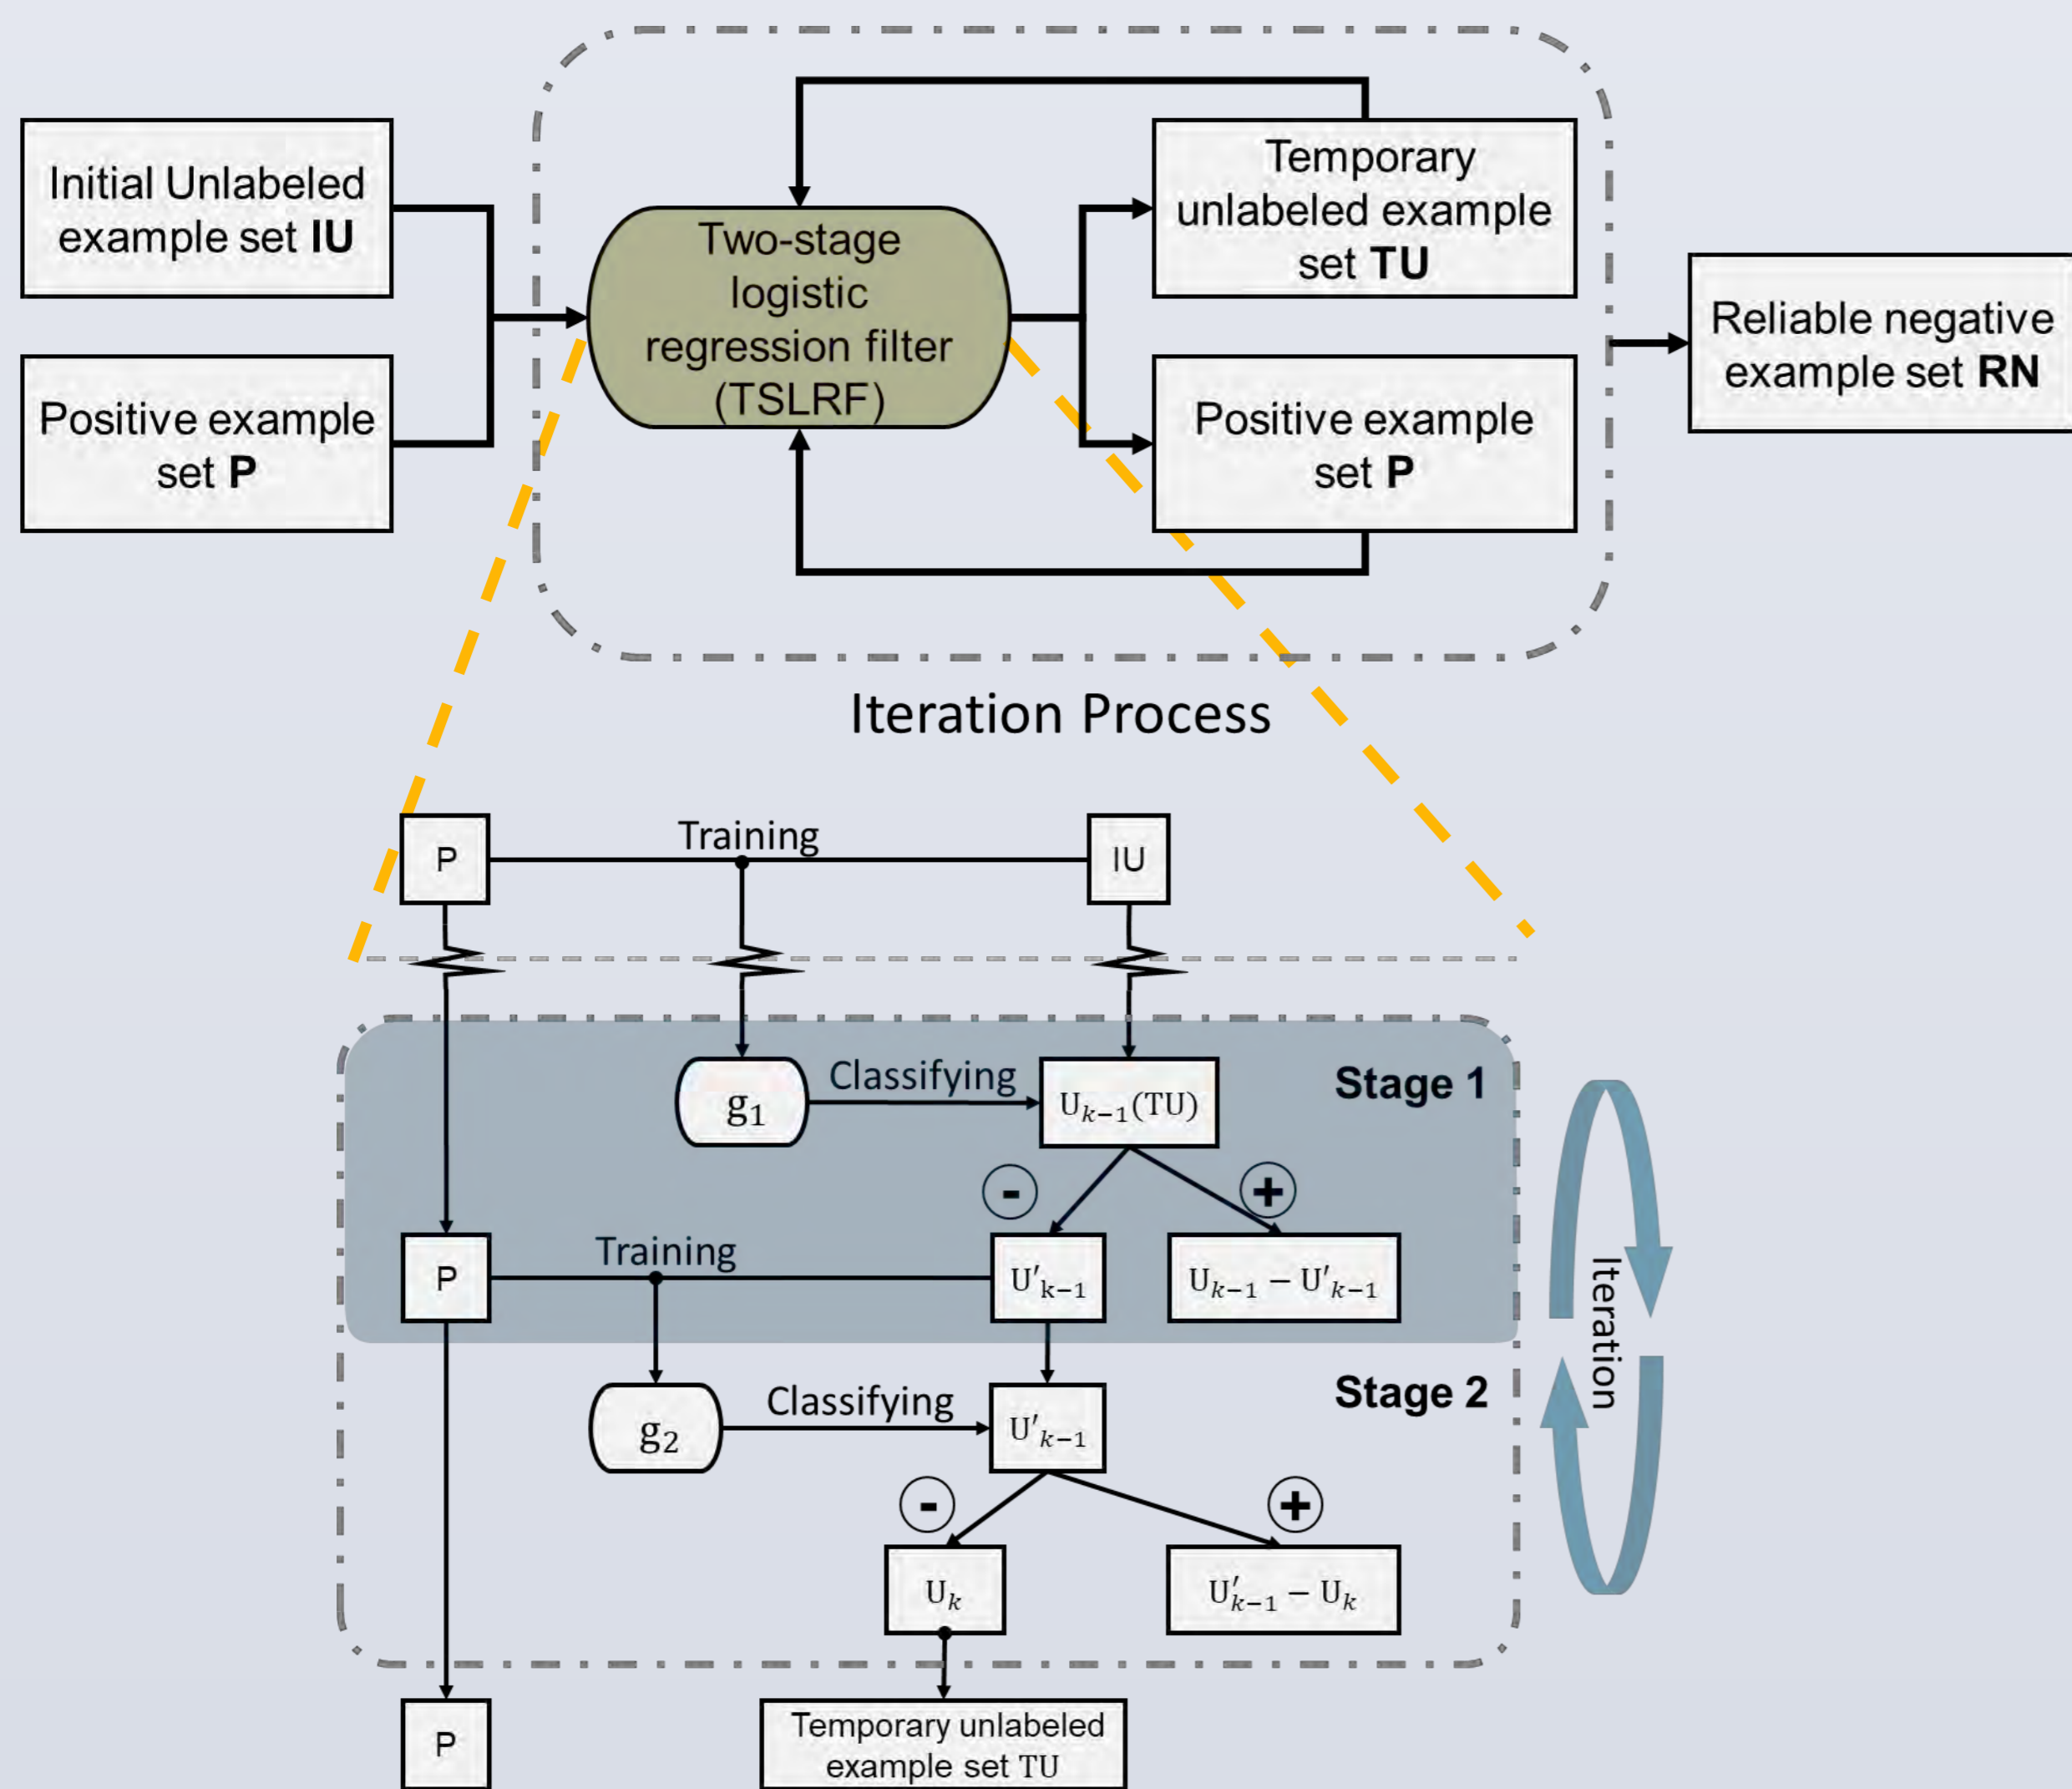 Initial Unlabeled
example set IU
Positive example
set P
Two-stage
logistic
regression filter
(TSLRF)
Temporary
unlabeled example
set TU
Positive example
set P
Reliable negative
example set RN
Iteration Process
P
Training
IU
g₁
Classifying
Uₖ₋₁(TU)
Stage 1
-
+
P
Training
U′ₖ₋₁
Uₖ₋₁ − U′ₖ₋₁
Iteration
g₂
Classifying
U′ₖ₋₁
Stage 2
-
+
Uₖ
U′ₖ₋₁ − Uₖ
P
Temporary unlabeled
example set TU